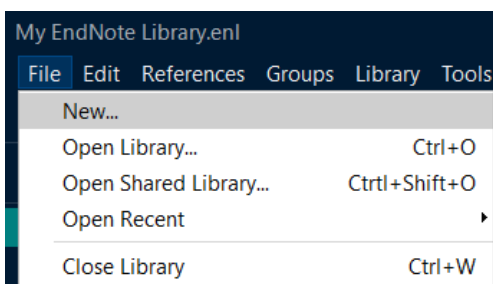 My EndNote Library.enl
File Edit References Groups Library Tools
New...
Open Library... Ctrl+O
Open Shared Library... Ctrtl+Shift+O
Open Recent
Close Library Ctrl+W